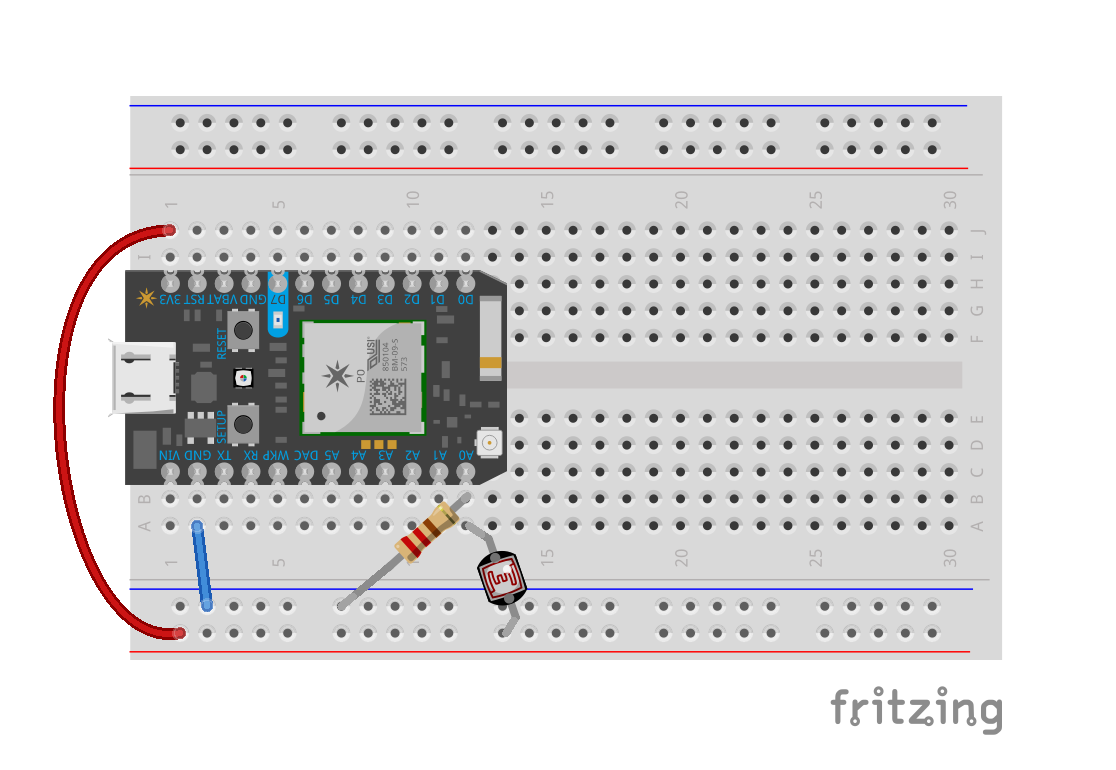 1 5 10 15 20 25 30
J
I I
H
G
F
3V3 RST VBAT GND D7 D6 D5 D4 D3 D2 D1 D0
RESET
PO
USI
850104
BM-09-S
573
SETUP
VIN GND TX RX WKP DAC A5 A4 A3 A2 A1 A0
E
D
C
B B
A A
1 5 10 15 20 25 30
fritzing